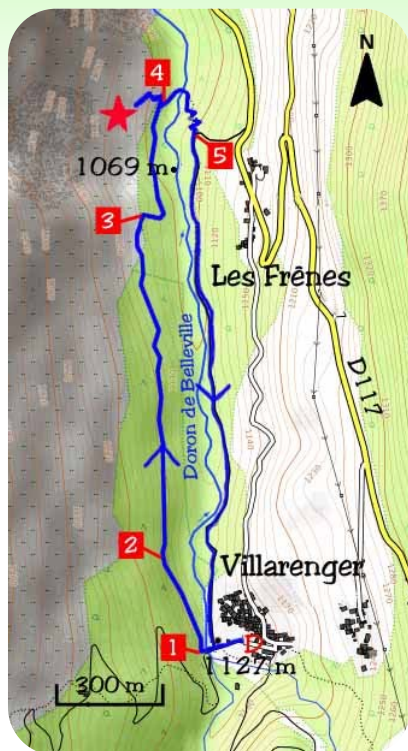 N
4
5
1069 m
3
Les Frênes
Doron de Belleville
D117
2
Villarenger
1
D
1127 m
300 m